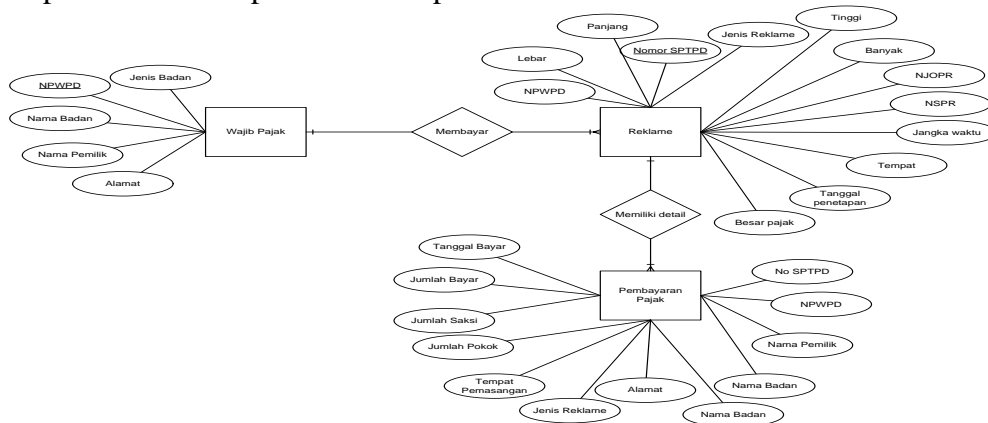 Panjang
Tinggi
Nomor SPTPD
Jenis Reklame
Lebar
Banyak
NPWPD
Jenis Badan
NPWPD
NJOPR
Nama Badan
NSPR
Wajib Pajak
Membayar
Reklame
Jangka waktu
Nama Pemilik
Tempat
Alamat
Tanggal
penetapan
Memiliki detail
Besar pajak
Tanggal Bayar
No SPTPD
Jumlah Bayar
Pembayaran
Pajak
NPWPD
Jumlah Saksi
Jumlah Pokok
Nama Pemilik
Tempat
Pemasangan
Alamat
Nama Badan
Jenis Reklame
Nama Badan